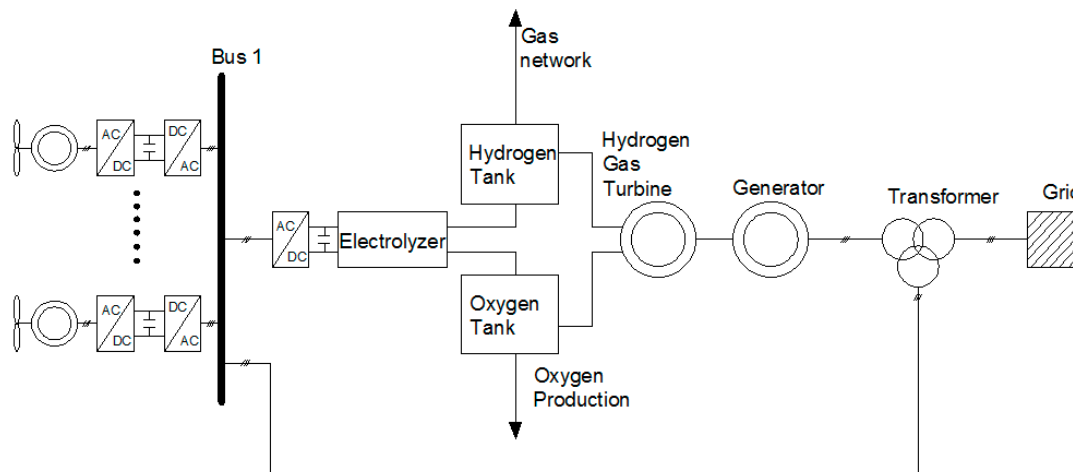 Gas
network
Bus 1
AC
DC
DC
AC
Hydrogen
Tank
Hydrogen
Gas
Turbine
Generator
Transformer
AC
DC
Electrolyzer
Oxygen
Tank
AC
DC
DC
AC
Oxygen
Production